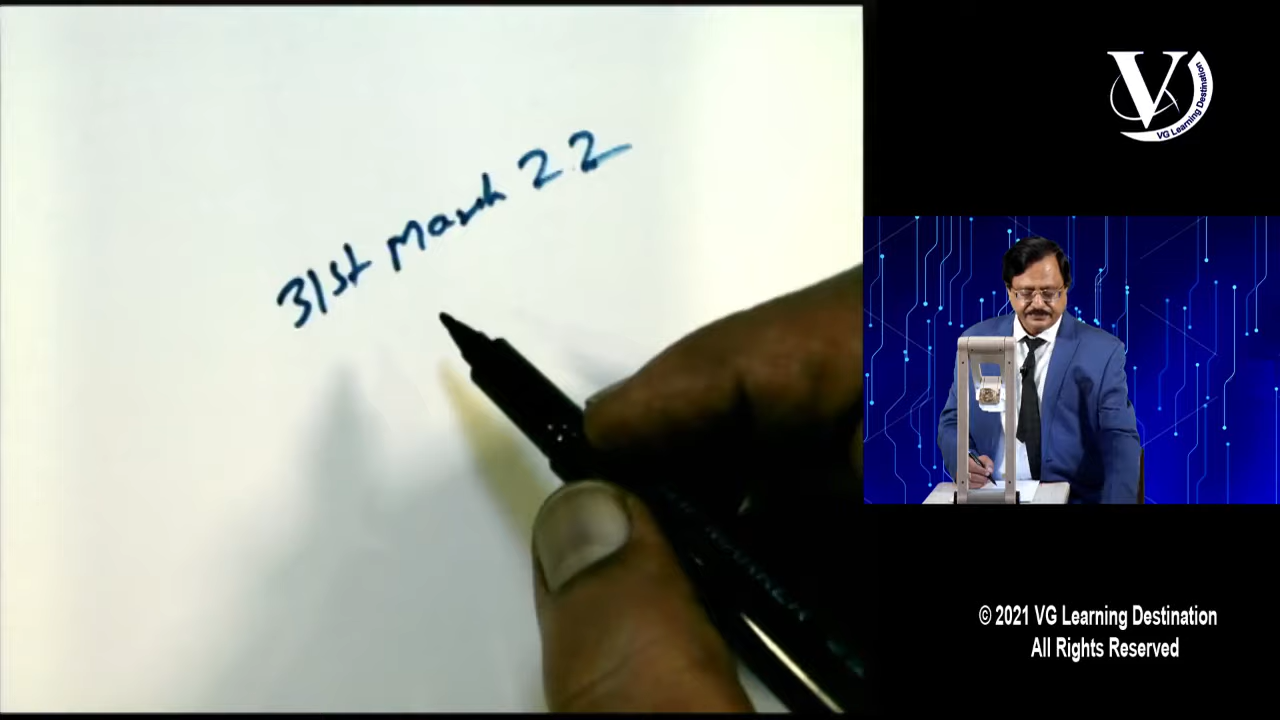 31st March 22
V
VG Learning Destination
© 2021 VG Learning Destination
All Rights Reserved